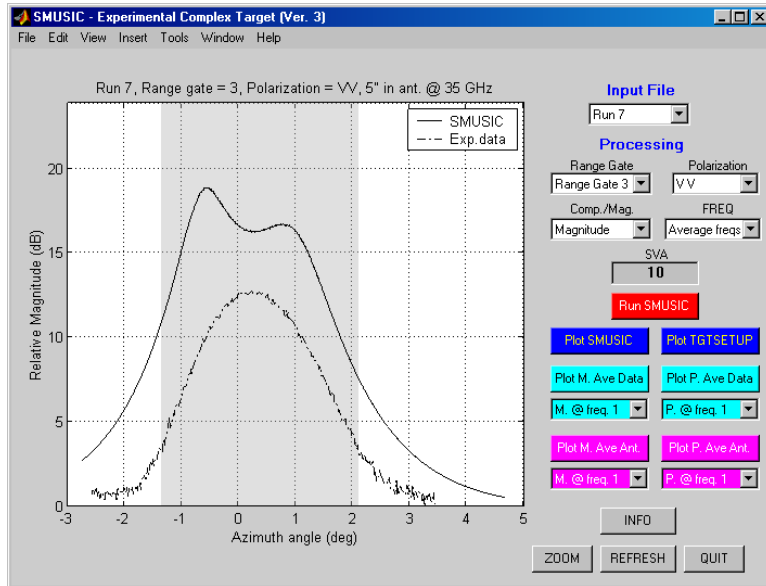 SMUSIC - Experimental Complex Target (Ver. 3)
File Edit View Insert Tools Window Help
Run 7, Range gate = 3, Polarization = VV, 5" in ant. @ 35 GHz
SMUSIC
Exp.data
20
15
10
5
0
Relative Magnitude (dB)
-3 -2 -1 0 1 2 3 4 5
Azimuth angle (deg)
Input File
Run 7
Processing
Range Gate Polarization
Range Gate 3 V V
Comp./Mag. FREQ
Magnitude Average freqs
SVA
10
Run SMUSIC
Plot SMUSIC Plot TGTSETUP
Plot M. Ave Data Plot P. Ave Data
M. @ freq. 1 P. @ freq. 1
Plot M. Ave Ant. Plot P. Ave Ant.
M. @ freq. 1 P. @ freq. 1
INFO
ZOOM REFRESH QUIT